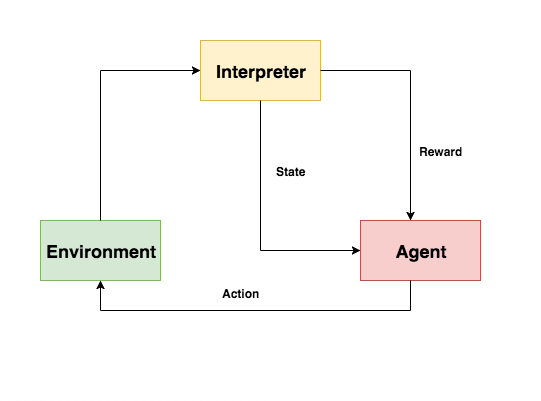 Interpreter
Reward
State
Environment
Agent
Action